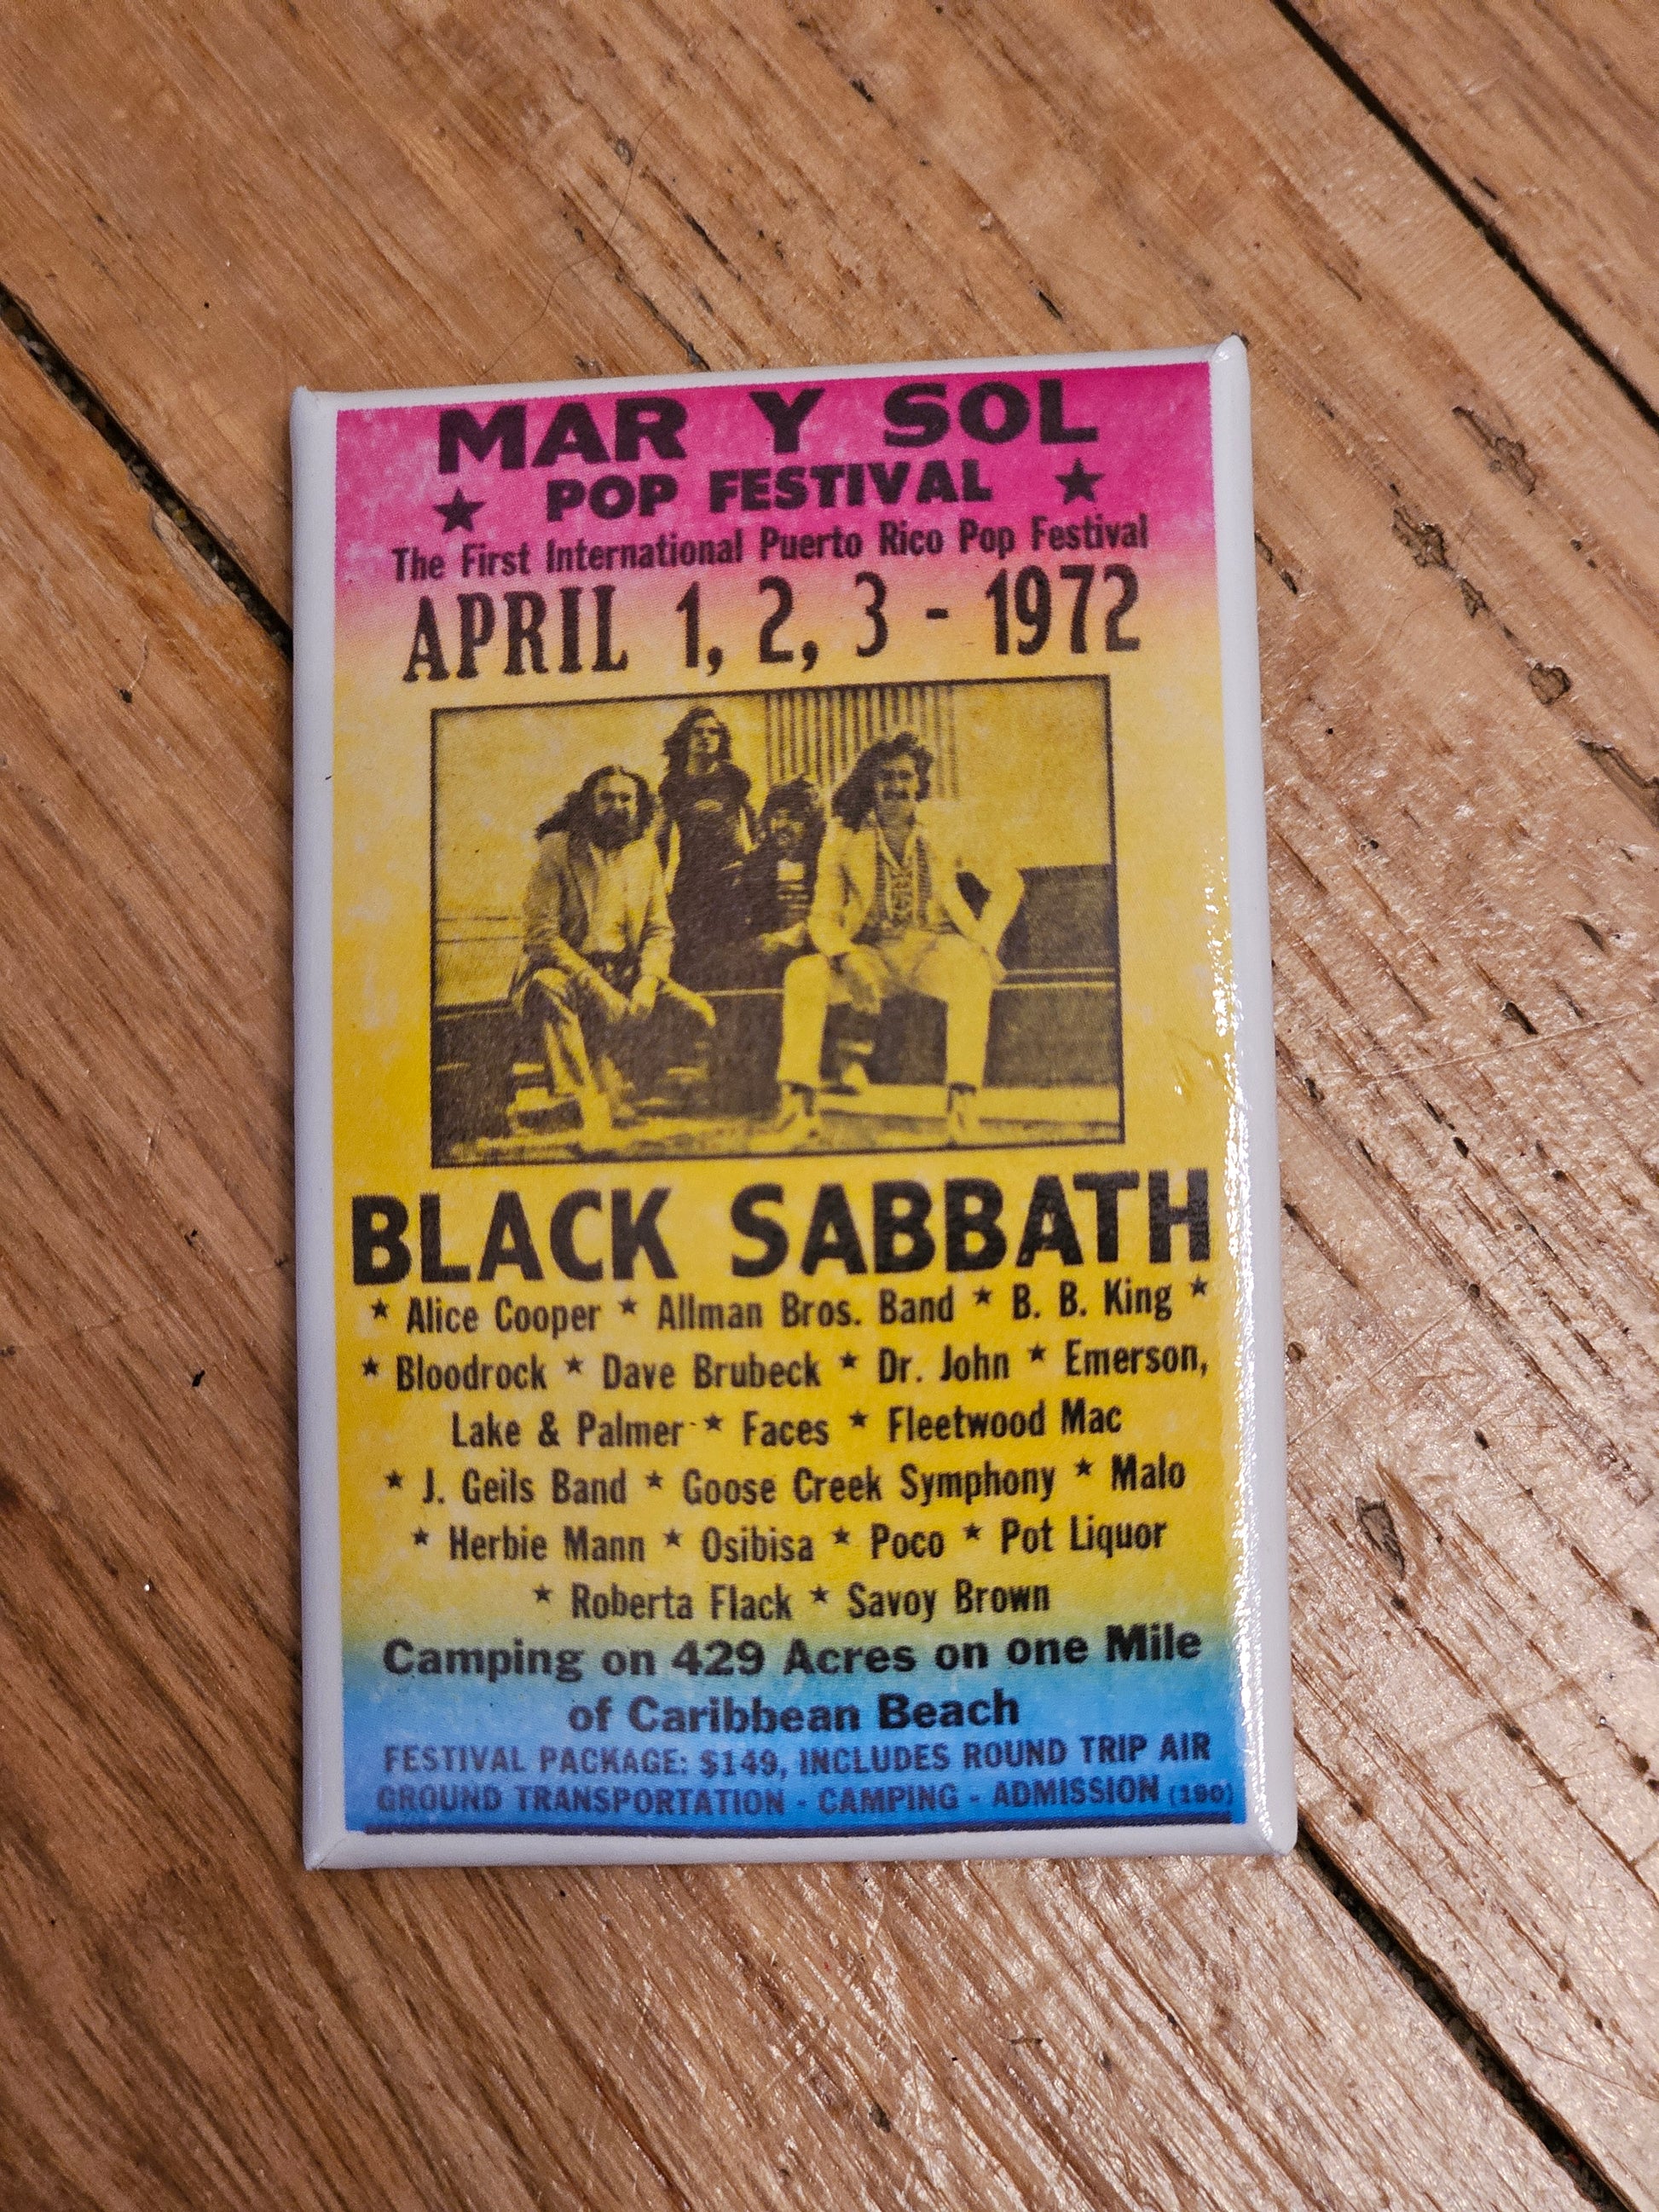 MAR Y SOL
★ POP FESTIVAL ★
The First International Puerto Rico Pop Festival
APRIL 1, 2, 3 - 1972
BLACK SABBATH
★ Alice Cooper ★ Allman Bros. Band ★ B. B. King ★
★ Bloodrock ★ Dave Brubeck ★ Dr. John ★ Emerson,
Lake & Palmer ★ Faces ★ Fleetwood Mac
★ J. Geils Band ★ Goose Creek Symphony ★ Malo
★ Herbie Mann ★ Osibisa ★ Poco ★ Pot Liquor
★ Roberta Flack ★ Savoy Brown
Camping on 429 Acres on one Mile
of Caribbean Beach
FESTIVAL PACKAGE: $149, INCLUDES ROUND TRIP AIR
GROUND TRANSPORTATION - CAMPING - ADMISSION (190)